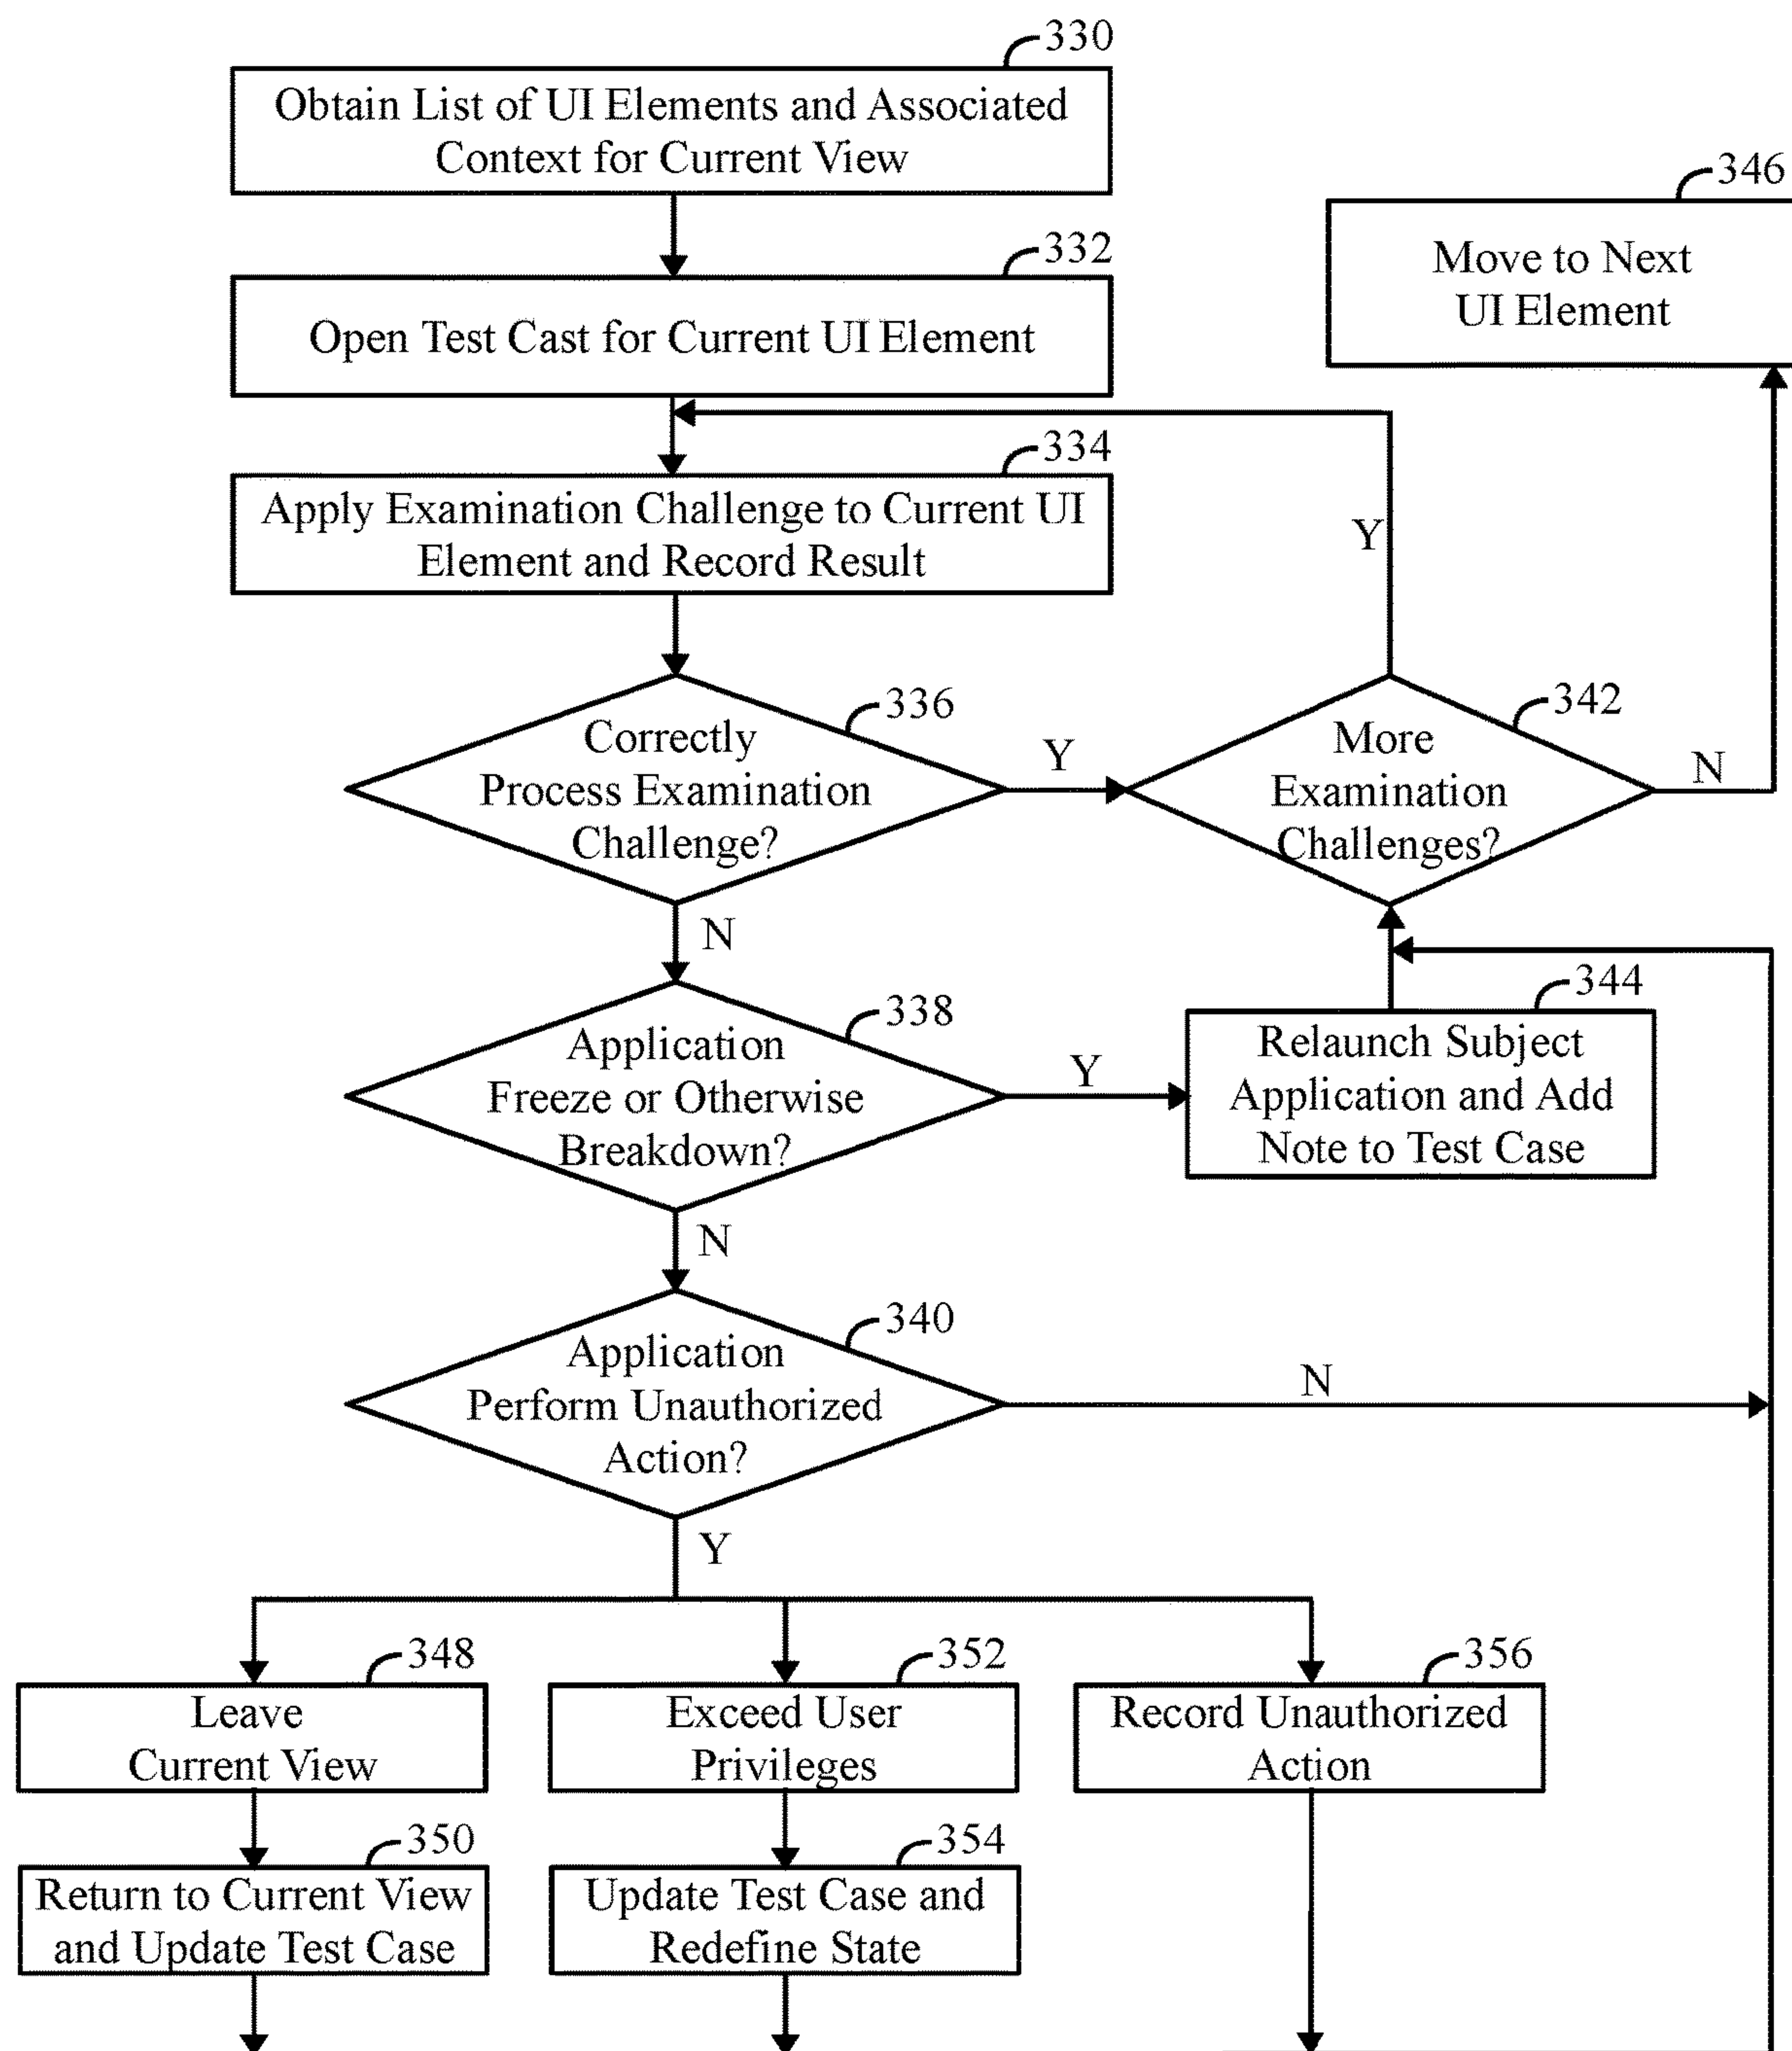 330
Obtain List of UI Elements and Associated
Context for Current View
346
Move to Next
UI Element
332
Open Test Cast for Current UI Element
334
Apply Examination Challenge to Current UI
Element and Record Result
Y
336
Correctly
Process Examination
Challenge?
Y
342
More
Examination
Challenges?
N
N
338
Application
Freeze or Otherwise
Breakdown?
Y
344
Relaunch Subject
Application and Add
Note to Test Case
N
340
Application
Perform Unauthorized
Action?
N
Y
348
Leave
Current View
352
Exceed User
Privileges
356
Record Unauthorized
Action
350
Return to Current View
and Update Test Case
354
Update Test Case and
Redefine State